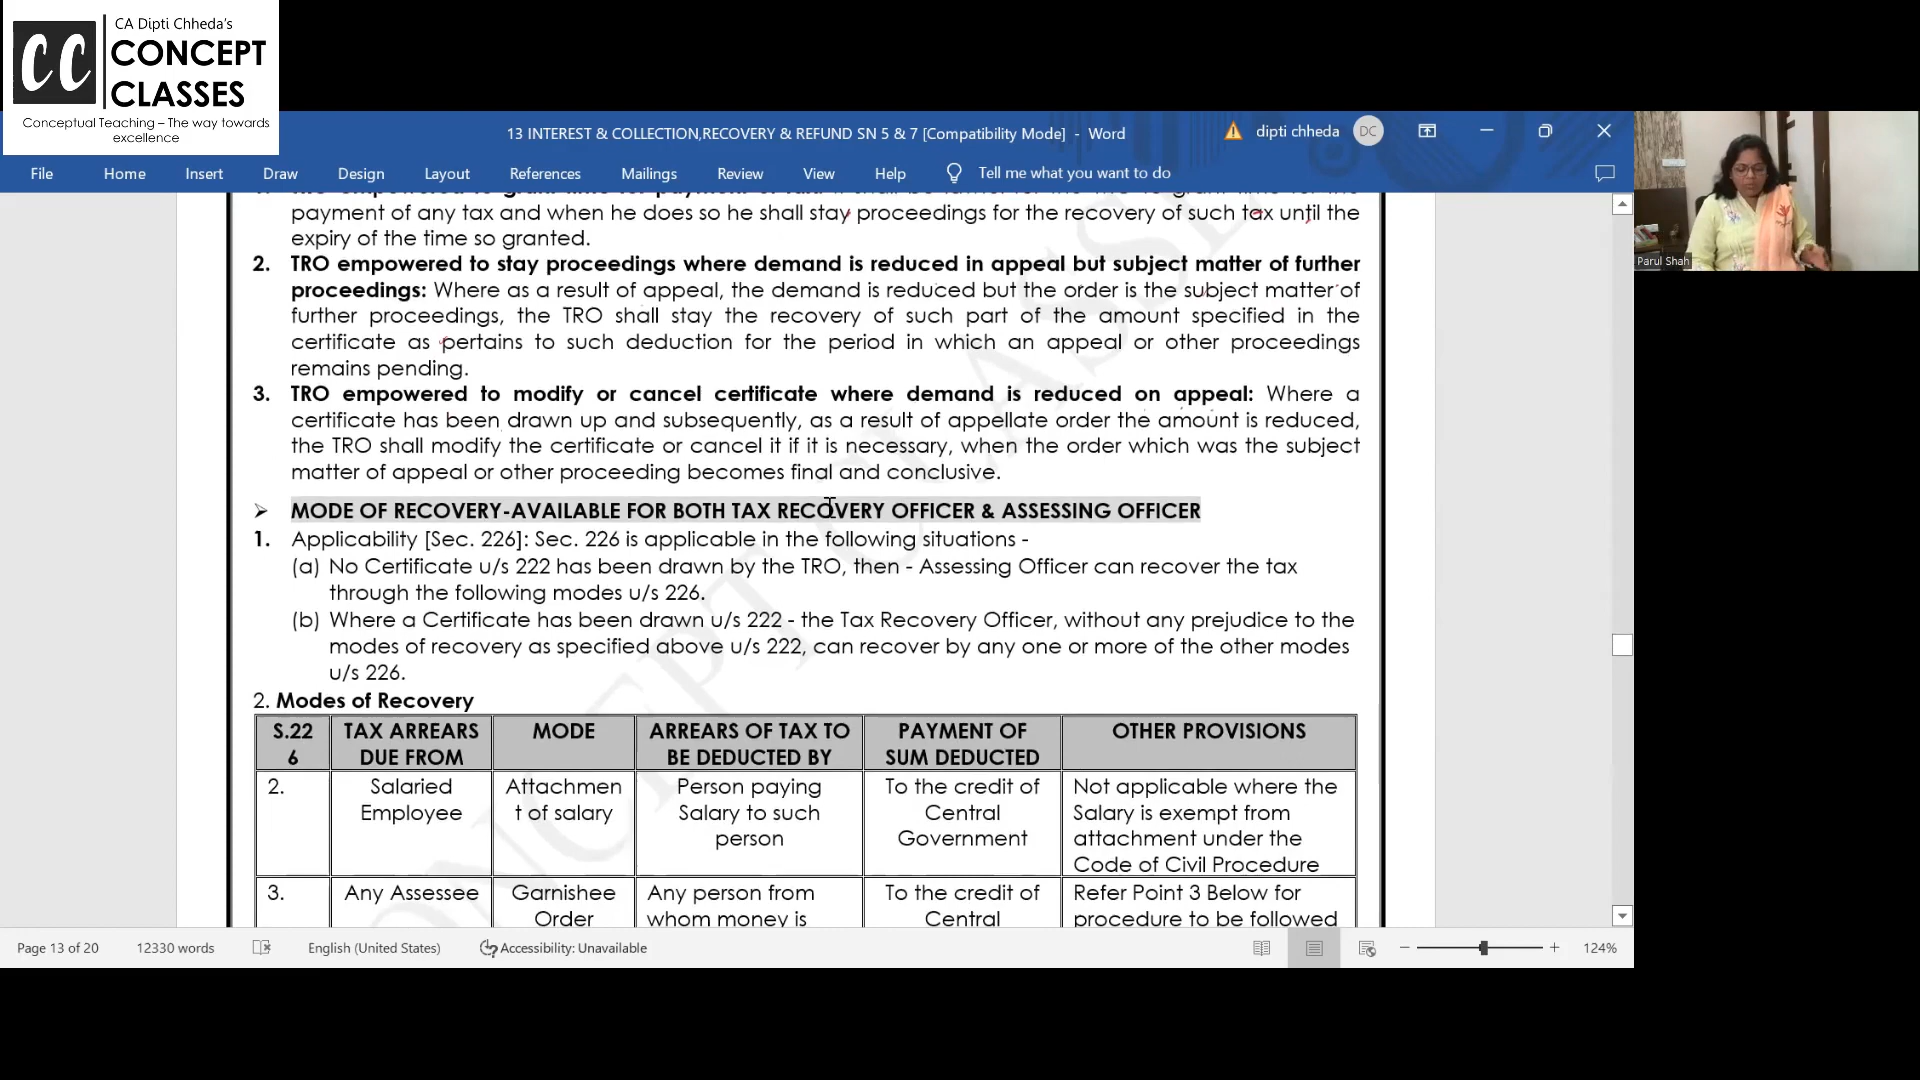 CA Dipti Chheda's
CC
CONCEPT
CLASSES
Conceptual Teaching – The way towards
excellence
13 INTEREST & COLLECTION,RECOVERY & REFUND SN 5 & 7 [Compatibility Mode] - Word
dipti chheda
DC
File Home Insert Draw Design Layout References Mailings Review View Help Tell me what you want to do
payment of any tax and when he does so he shall stay proceedings for the recovery of such tax until the
expiry of the time so granted.
2. TRO empowered to stay proceedings where demand is reduced in appeal but subject matter of further
proceedings: Where as a result of appeal, the demand is reduced but the order is the subject matter of
further proceedings, the TRO shall stay the recovery of such part of the amount specified in the
certificate as pertains to such deduction for the period in which an appeal or other proceedings
remains pending.
3. TRO empowered to modify or cancel certificate where demand is reduced on appeal: Where a
certificate has been drawn up and subsequently, as a result of appellate order the amount is reduced,
the TRO shall modify the certificate or cancel it if it is necessary, when the order which was the subject
matter of appeal or other proceeding becomes final and conclusive.
➢ MODE OF RECOVERY-AVAILABLE FOR BOTH TAX RECOVERY OFFICER & ASSESSING OFFICER
1. Applicability [Sec. 226]: Sec. 226 is applicable in the following situations -
(a) No Certificate u/s 222 has been drawn by the TRO, then - Assessing Officer can recover the tax
through the following modes u/s 226.
(b) Where a Certificate has been drawn u/s 222 - the Tax Recovery Officer, without any prejudice to the
modes of recovery as specified above u/s 222, can recover by any one or more of the other modes
u/s 226.
2. Modes of Recovery
S.22 TAX ARREARS MODE ARREARS OF TAX TO PAYMENT OF OTHER PROVISIONS
6 DUE FROM BE DEDUCTED BY SUM DEDUCTED
2. Salaried Attachmen Person paying To the credit of Not applicable where the
Employee t of salary Salary to such Central Salary is exempt from
person Government attachment under the
Code of Civil Procedure
3. Any Assessee Garnishee Any person from To the credit of Refer Point 3 Below for
Order whom money is Central procedure to be followed
Parul Shah
Page 13 of 20 12330 words English (United States) Accessibility: Unavailable 124%